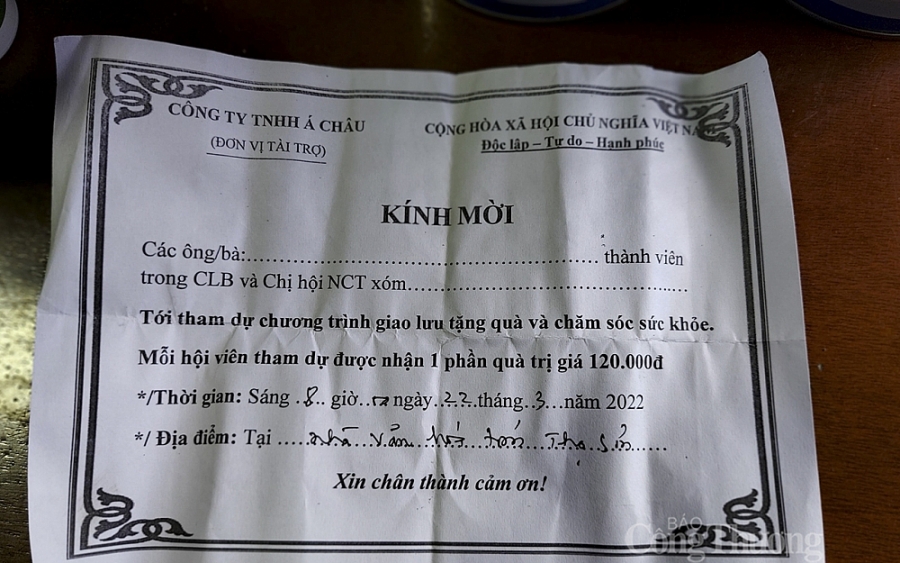 CÔNG TY TNHH Á CHÂU
(ĐƠN VỊ TÀI TRỢ)
CỘNG HÒA XÃ HỘI CHỦ NGHĨA VIỆT NAM
Độc lập – Tự do – Hạnh phúc
KÍNH MỜI
Các ông/bà:.......................................................... thành viên
trong CLB và Chị hội NCT xóm..............................................
Tới tham dự chương trình giao lưu tặng quà và chăm sóc sức khỏe.
Mỗi hội viên tham dự được nhận 1 phần quà trị giá 120.000đ
*/Thời gian: Sáng .8.. giờ.... ngày..22.tháng..3...năm 2022
*/ Địa điểm: Tại .....nhà văn hóa
Xin chân thành cảm ơn!
BÁO
Công Thương